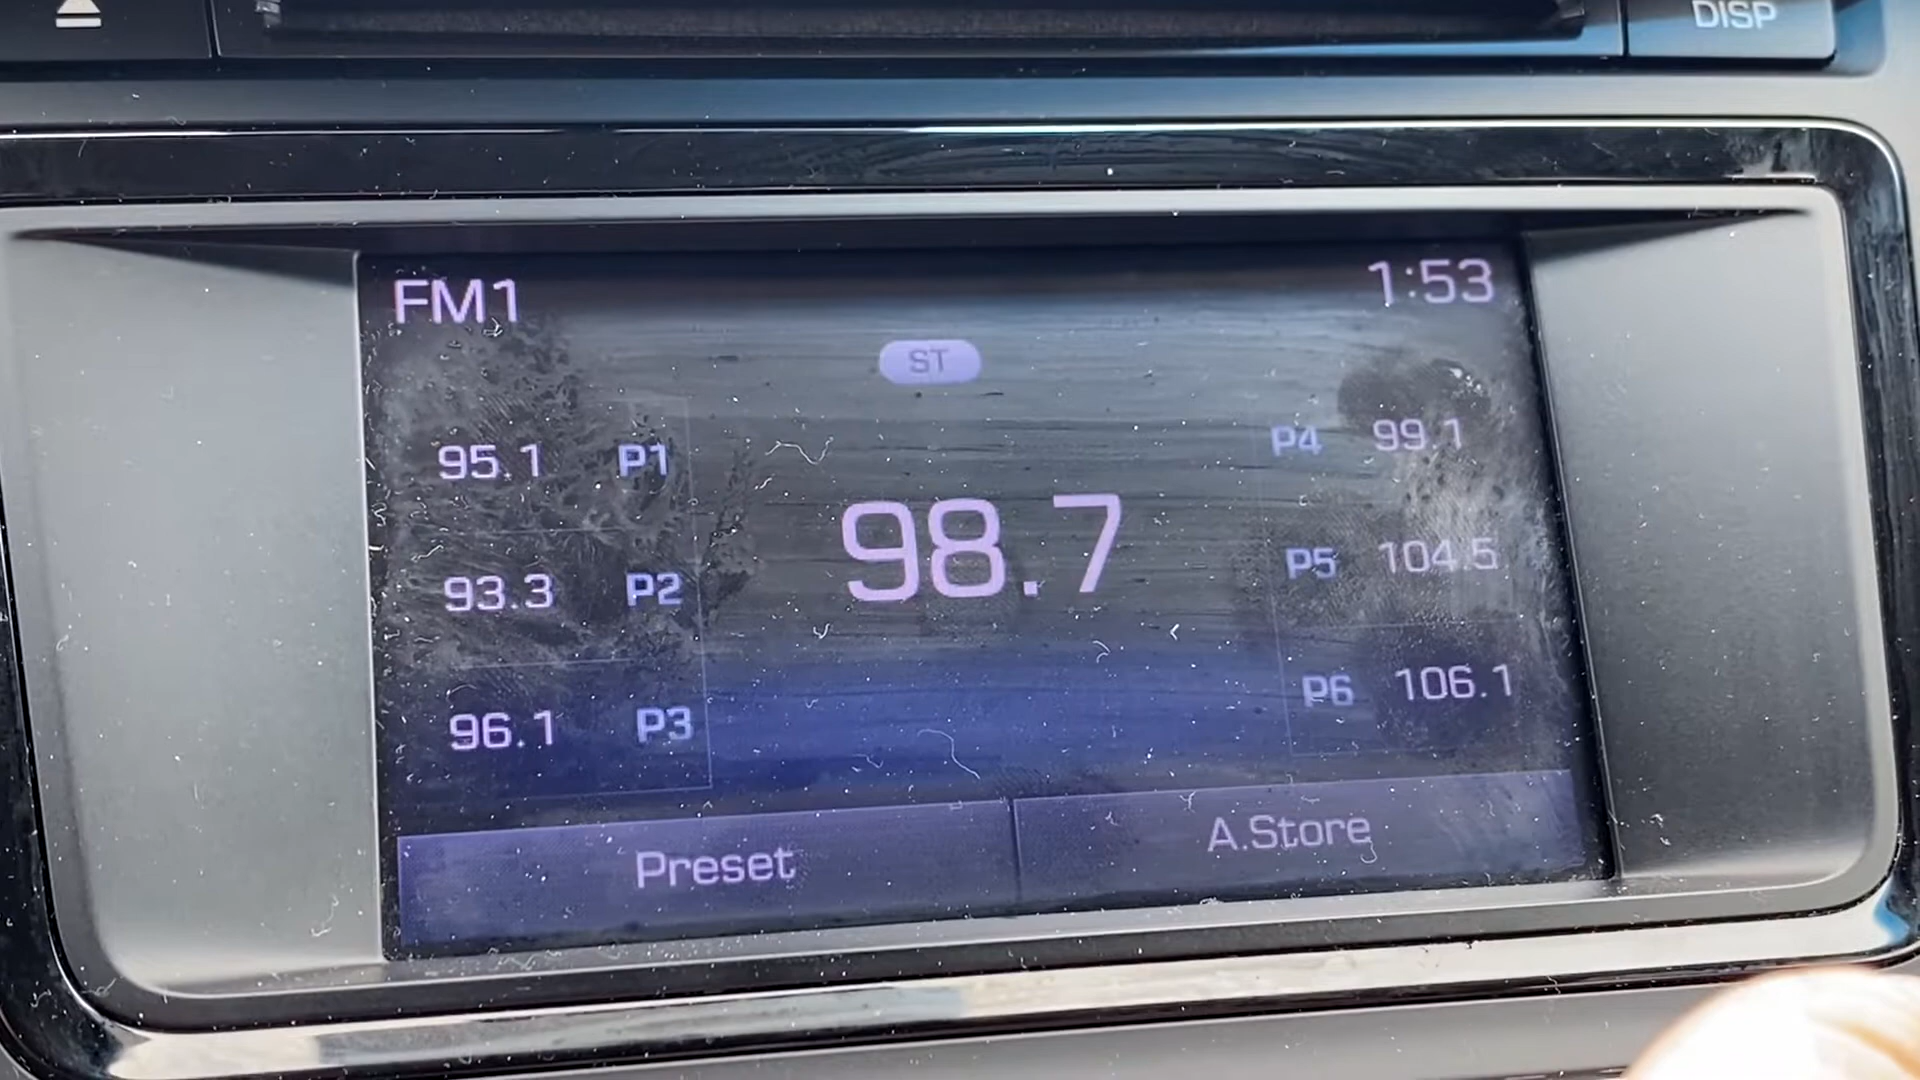 DISP
FM1
1:53
ST
95.1 P1
P4 99.1
98.7
93.3 P2
P5 104.5
96.1 P3
P6 106.1
Preset
A.Store